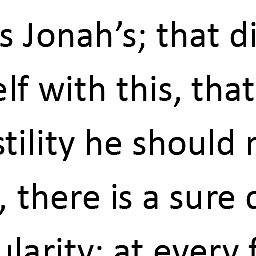 s Jonah’s; that di
elf with this, that
stility he should
, there is a sure
ularity; at every f